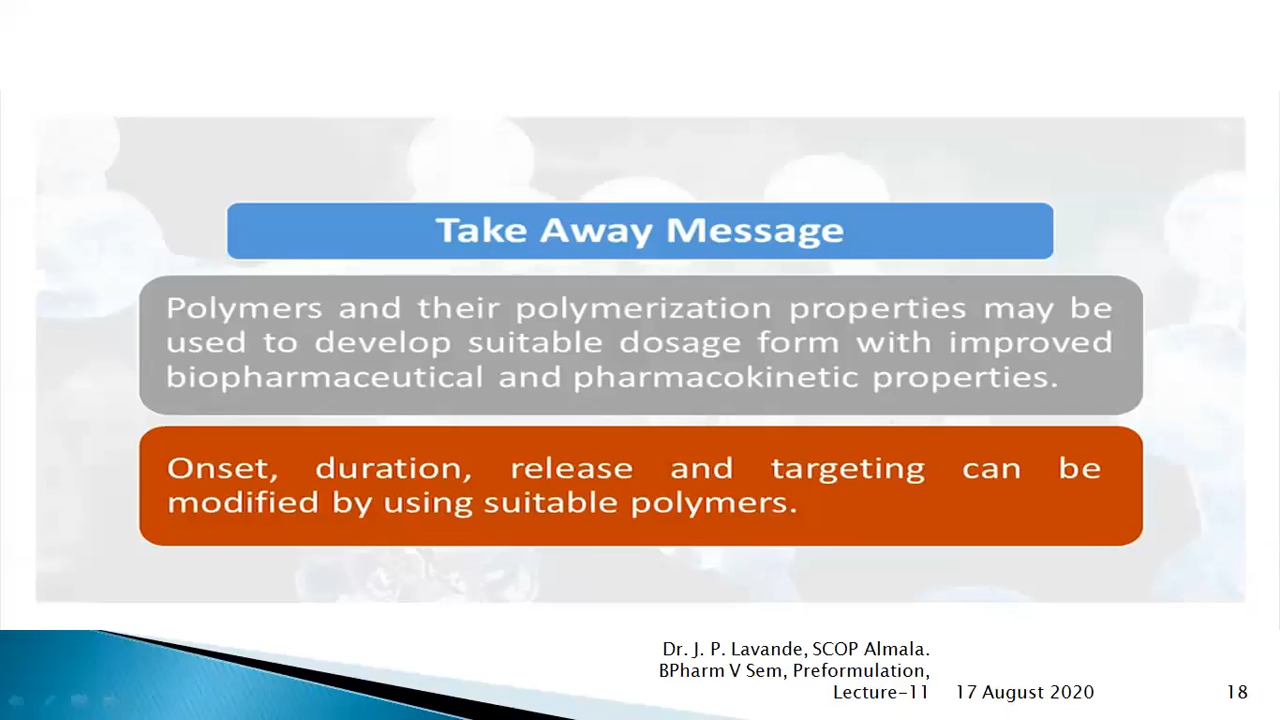 Take Away Message
Polymers and their polymerization properties may be
used to develop suitable dosage form with improved
biopharmaceutical and pharmacokinetic properties.
Onset, duration, release and targeting can be
modified by using suitable polymers.
Dr. J. P. Lavande, SCOP Almala.
BPharm V Sem, Preformulation,
Lecture-11 17 August 2020 18